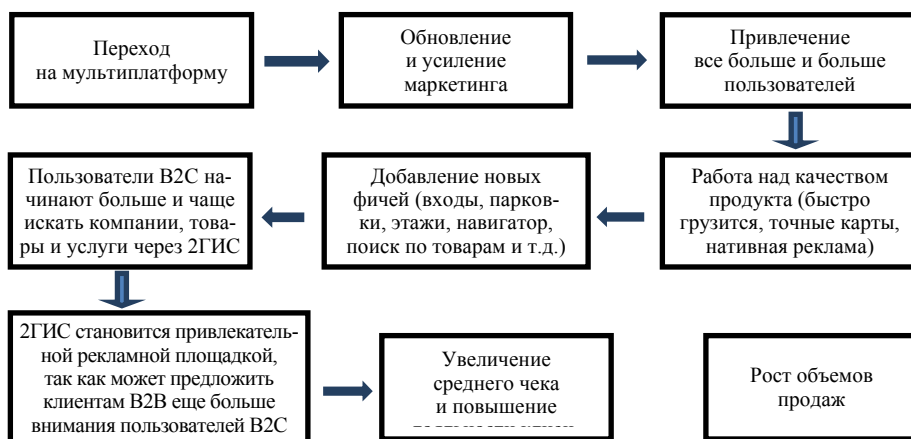 Переход
на мультиплатформу
Обновление
и усиление
маркетинга
Привлечение
все больше и больше
пользователей
Работа над качеством
продукта (быстро
грузится, точные карты,
нативная реклама)
Добавление новых
фичей (входы, парков-
ки, этажи, навигатор,
поиск по товарам и т.д.)
Пользователи B2C на-
чинают больше и чаще
искать компании, това-
ры и услуги через 2ГИС
2ГИС становится привлекатель-
ной рекламной площадкой,
так как может предложить
клиентам B2B еще больше
внимания пользователей B2C
Увеличение
среднего чека
и повышение
Рост объемов
продаж